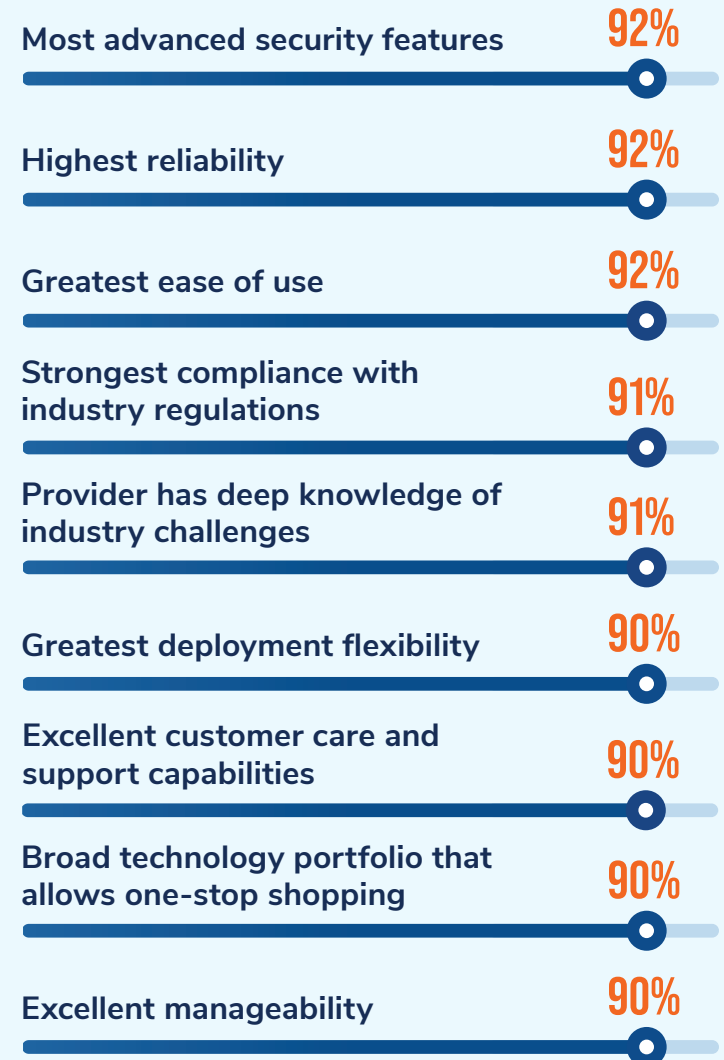 Most advanced security features
92%
Highest reliability
92%
Greatest ease of use
92%
Strongest compliance with
industry regulations
91%
Provider has deep knowledge of
industry challenges
91%
Greatest deployment flexibility
90%
Excellent customer care and
support capabilities
90%
Broad technology portfolio that
allows one-stop shopping
90%
Excellent manageability
90%